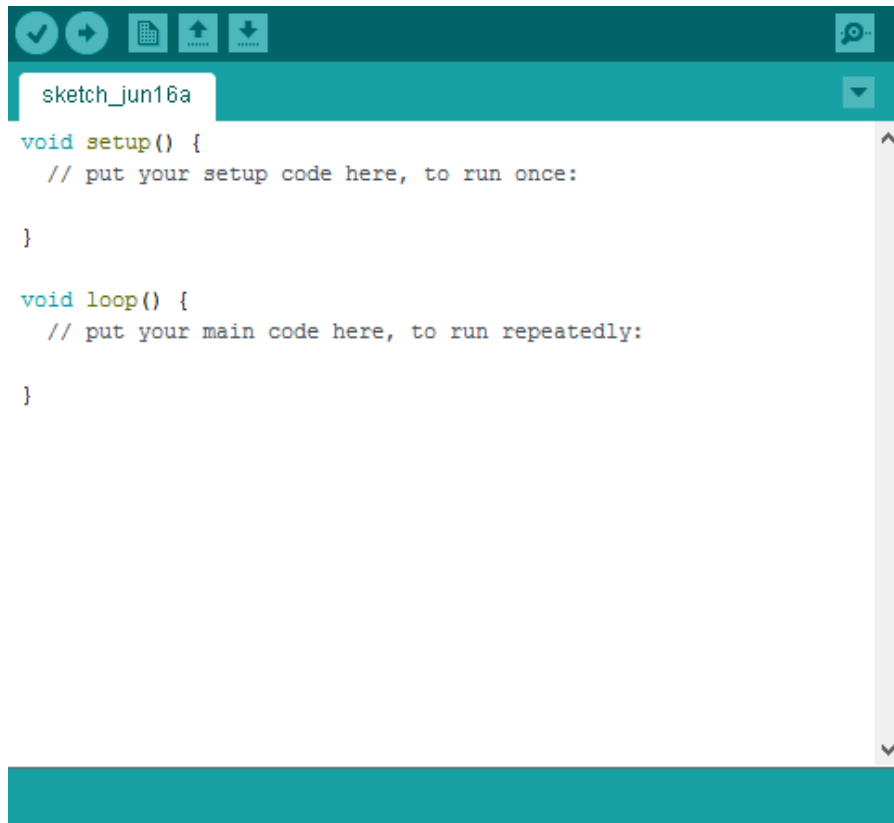 sketch_jun16a
void setup() {
  // put your setup code here, to run once:
}
void loop() {
  // put your main code here, to run repeatedly:
}